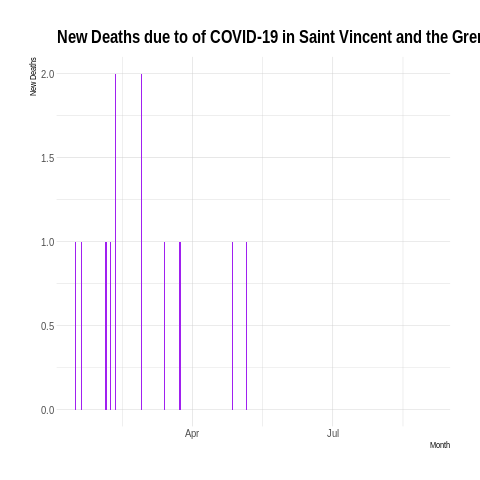 New Deaths due to of COVID-19 in Saint Vincent and the Gre
New Deaths
2.0
1.5
1.0
0.5
0.0
Apr
Jul
Month